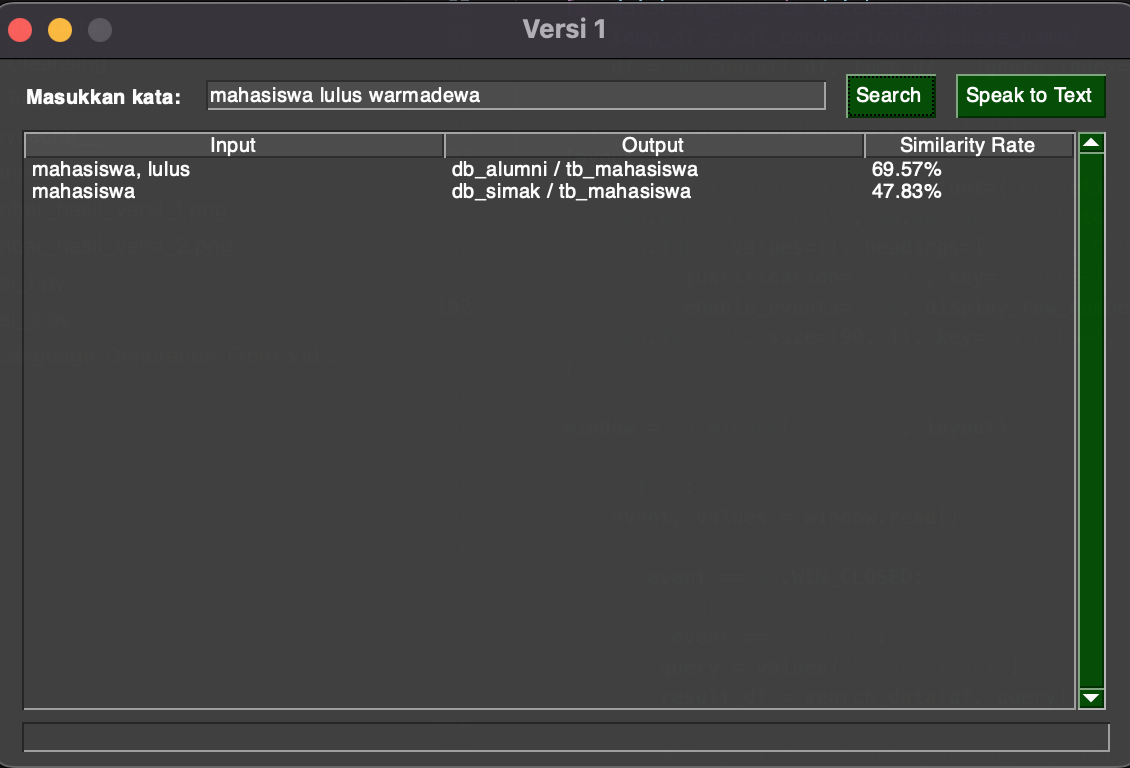 Versi 1
Masukkan kata: mahasiswa lulus warmadewa Search Speak to Text
Input Output Similarity Rate
mahasiswa, lulus db_alumni / tb_mahasiswa 69.57%
mahasiswa db_simak / tb_mahasiswa 47.83%